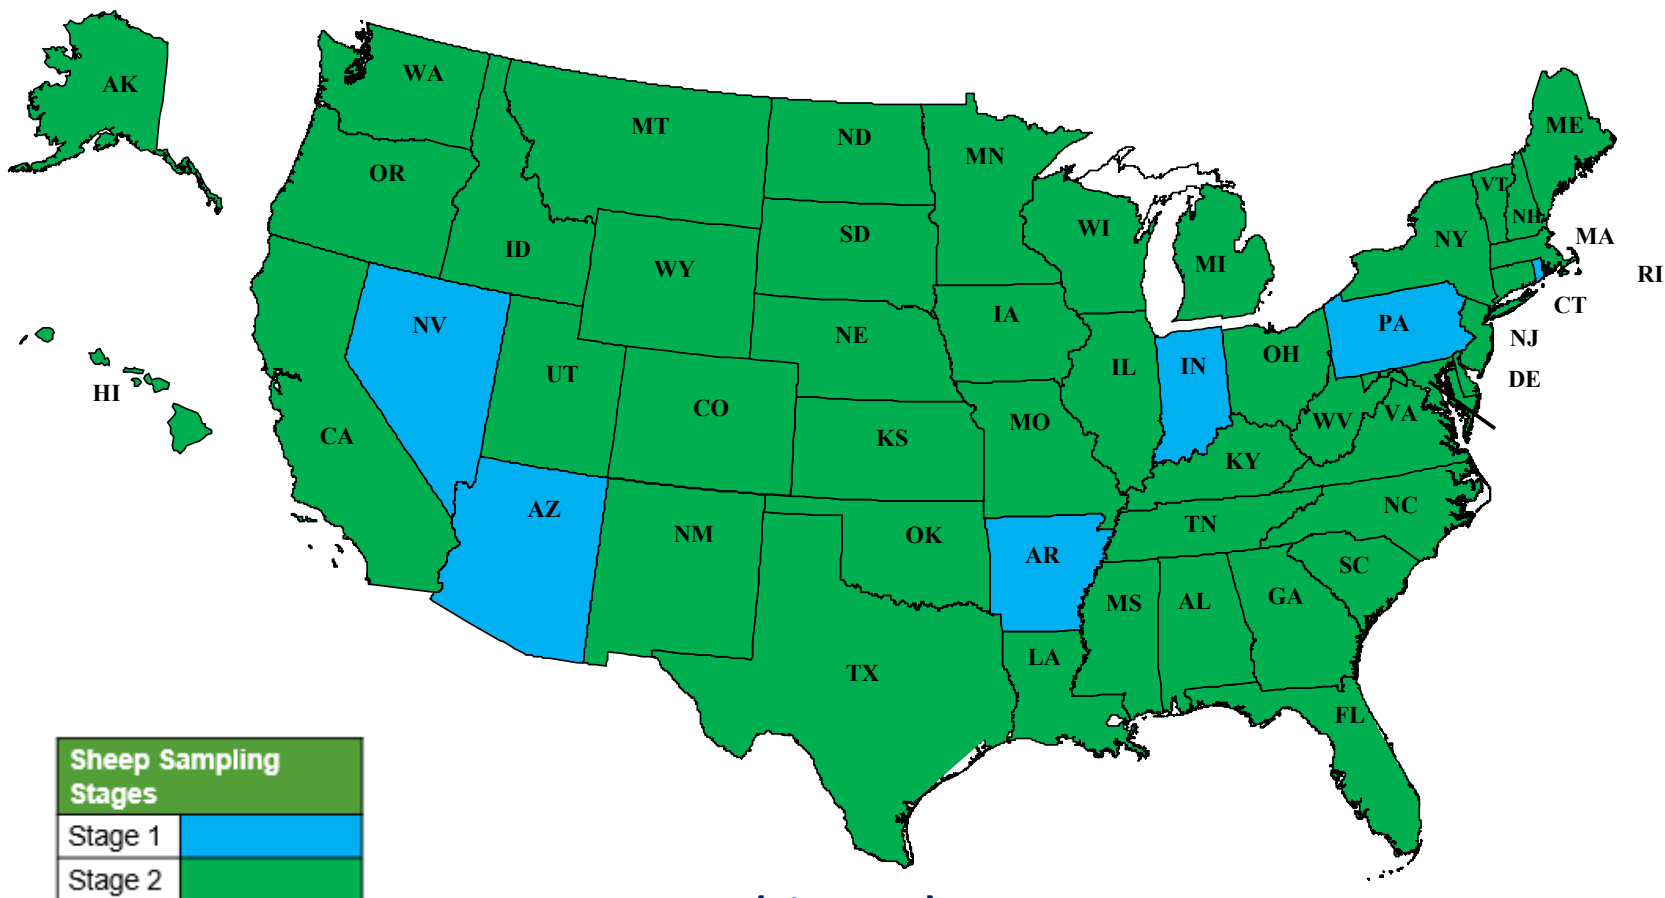 AK
WA
MT
ND
MN
ME
OR
VT
NH
ID
WY
SD
WI
MI
NY
MA
RI
CT
NV
UT
NE
IA
IL
IN
OH
PA
NJ
DE
HI
CA
CO
KS
MO
WV
VA
KY
AZ
NM
OK
AR
TN
NC
SC
MS
AL
GA
TX
LA
FL
Sheep Sampling
Stages
Stage 1
Stage 2